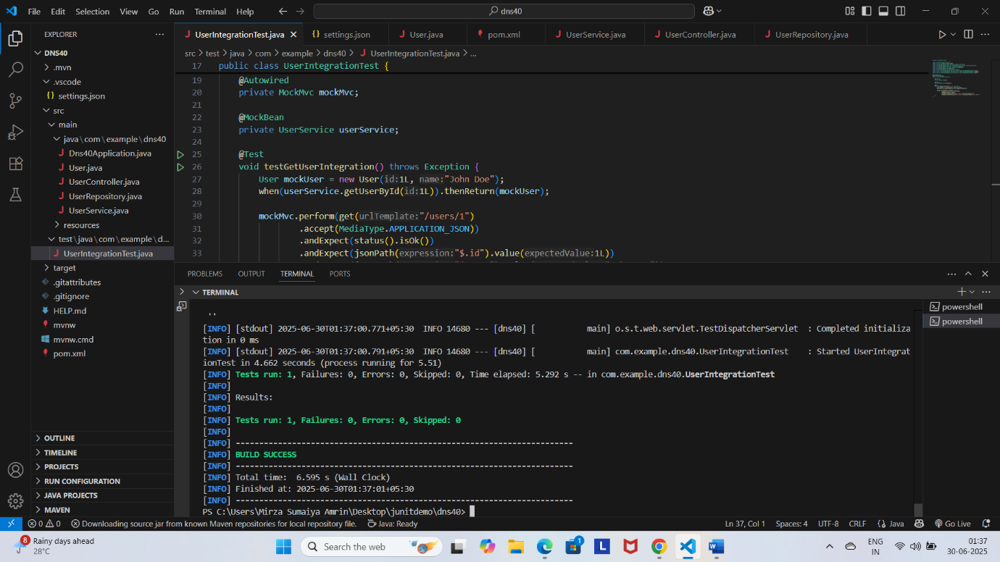 File Edit Selection View Go Run Terminal Help
dns40
EXPLORER
DNS40
.mvn
.vscode
{} settings.json
src
main
java\com\example\dns40
J Dns40Application.java
J User.java
J UserController.java
J UserRepository.java
J UserService.java
resources
test\java\com\example\d...
J UserIntegrationTest.java
target
.gitattributes
.gitignore
HELP.md
mvnw
mvnw.cmd
pom.xml
OUTLINE
TIMELINE
PROJECTS
RUN CONFIGURATION
JAVA PROJECTS
MAVEN
J UserIntegrationTest.java {} settings.json J User.java pom.xml J UserService.java J UserController.java J UserRepository.java
src > test > java > com > example > dns40 > J UserIntegrationTest.java > ...
17 public class UserIntegrationTest {
19 @Autowired
20 private MockMvc mockMvc;
21
22 @MockBean
23 private UserService userService;
24
25 @Test
26 void testGetUserIntegration() throws Exception {
27 User mockUser = new User(id:1L, name:"John Doe");
28 when(userService.getUserById(id:1L)).thenReturn(mockUser);
29
30 mockMvc.perform(get(urlTemplate:"/users/1")
31 .accept(MediaType.APPLICATION_JSON))
32 .andExpect(status().isOk())
33 .andExpect(jsonPath(expression:"$.id").value(expectedValue:1L))
PROBLEMS OUTPUT TERMINAL PORTS
TERMINAL
''
[INFO] [stdout] 2025-06-30T01:37:00.771+05:30 INFO 14680 --- [dns40] [ main] o.s.t.web.servlet.TestDispatcherServlet : Completed initializa
tion in 0 ms
[INFO] [stdout] 2025-06-30T01:37:00.791+05:30 INFO 14680 --- [dns40] [ main] com.example.dns40.UserIntegrationTest : Started UserIntegrat
ionTest in 4.662 seconds (process running for 5.51)
[INFO] Tests run: 1, Failures: 0, Errors: 0, Skipped: 0, Time elapsed: 5.292 s -- in com.example.dns40.UserIntegrationTest
[INFO]
[INFO] Results:
[INFO]
[INFO] Tests run: 1, Failures: 0, Errors: 0, Skipped: 0
[INFO]
[INFO] ------------------------------------------------------------------------
[INFO] BUILD SUCCESS
[INFO] ------------------------------------------------------------------------
[INFO] Total time: 6.595 s (Wall Clock)
[INFO] Finished at: 2025-06-30T01:37:01+05:30
[INFO] ------------------------------------------------------------------------
PS C:\Users\Mirza Sumaiya Amrin\Desktop\junitdemo\dns40>
powershell
powershell
0 0 Downloading source jar from known Maven repositories for local repository file. Java: Ready Ln 37, Col 1 Spaces: 4 UTF-8 CRLF {} Java Go Live
8 Rainy days ahead
28°C
Search the web
1
L
ENG
IN
01:37
30-06-2025